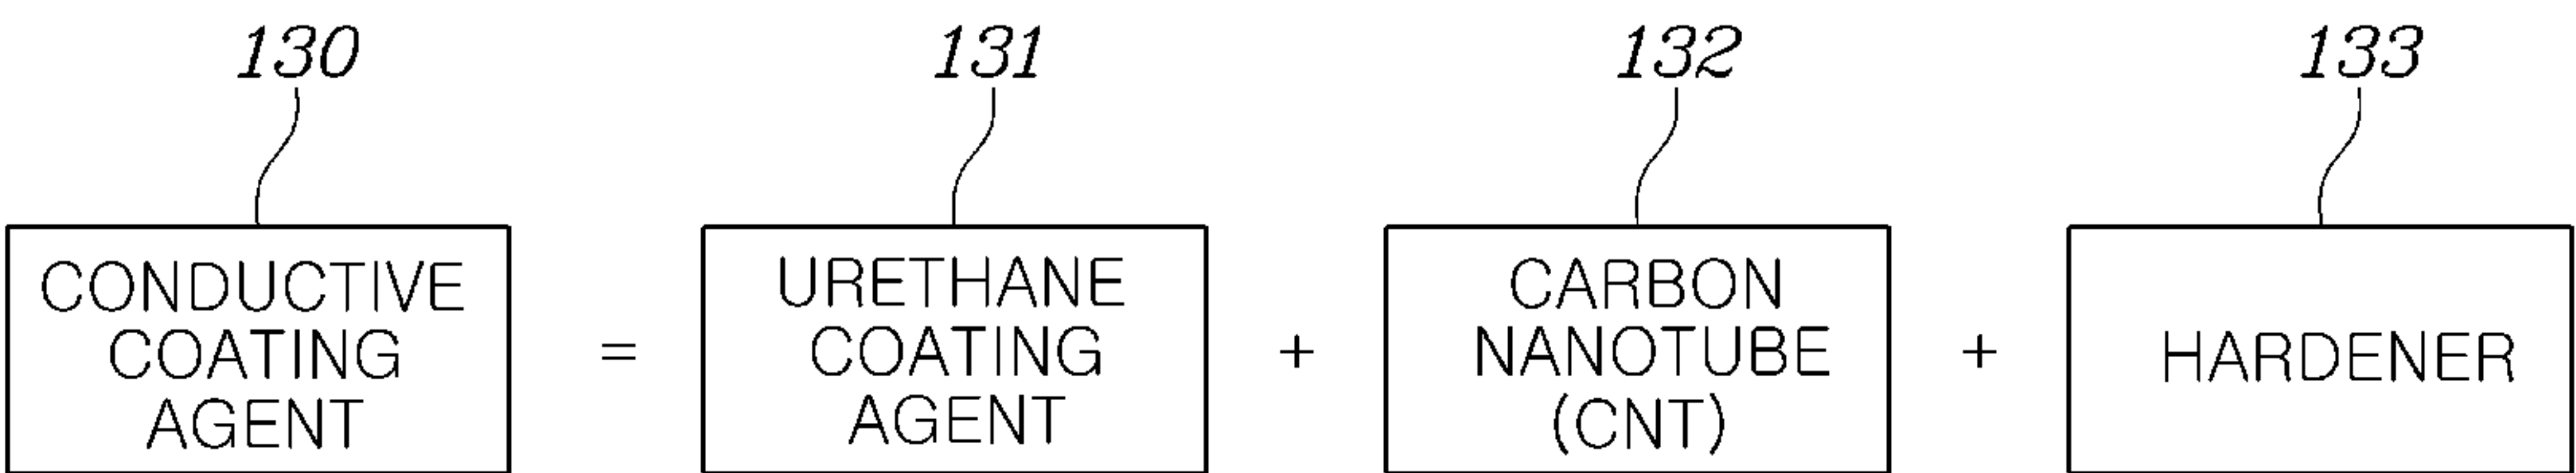 130 131 132 133
CONDUCTIVE
COATING
AGENT
=
URETHANE
COATING
AGENT
+
CARBON
NANOTUBE
(CNT)
+
HARDENER